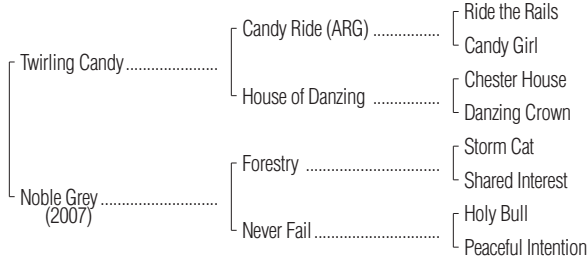 Ride the Rails
Candy Ride (ARG) ................
Candy Girl
Twirling Candy ......................
Chester House
House of Danzing ................
Danzing Crown
Storm Cat
Forestry ................................
Shared Interest
Noble Grey ............................
(2007)
Holy Bull
Never Fail ..............................
Peaceful Intention